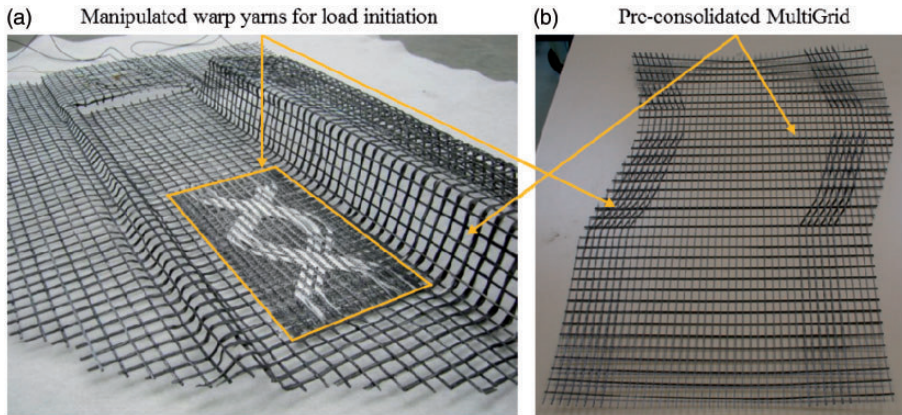 (a)
Manipulated warp yarns for load initiation
(b)
Pre-consolidated MultiGrid